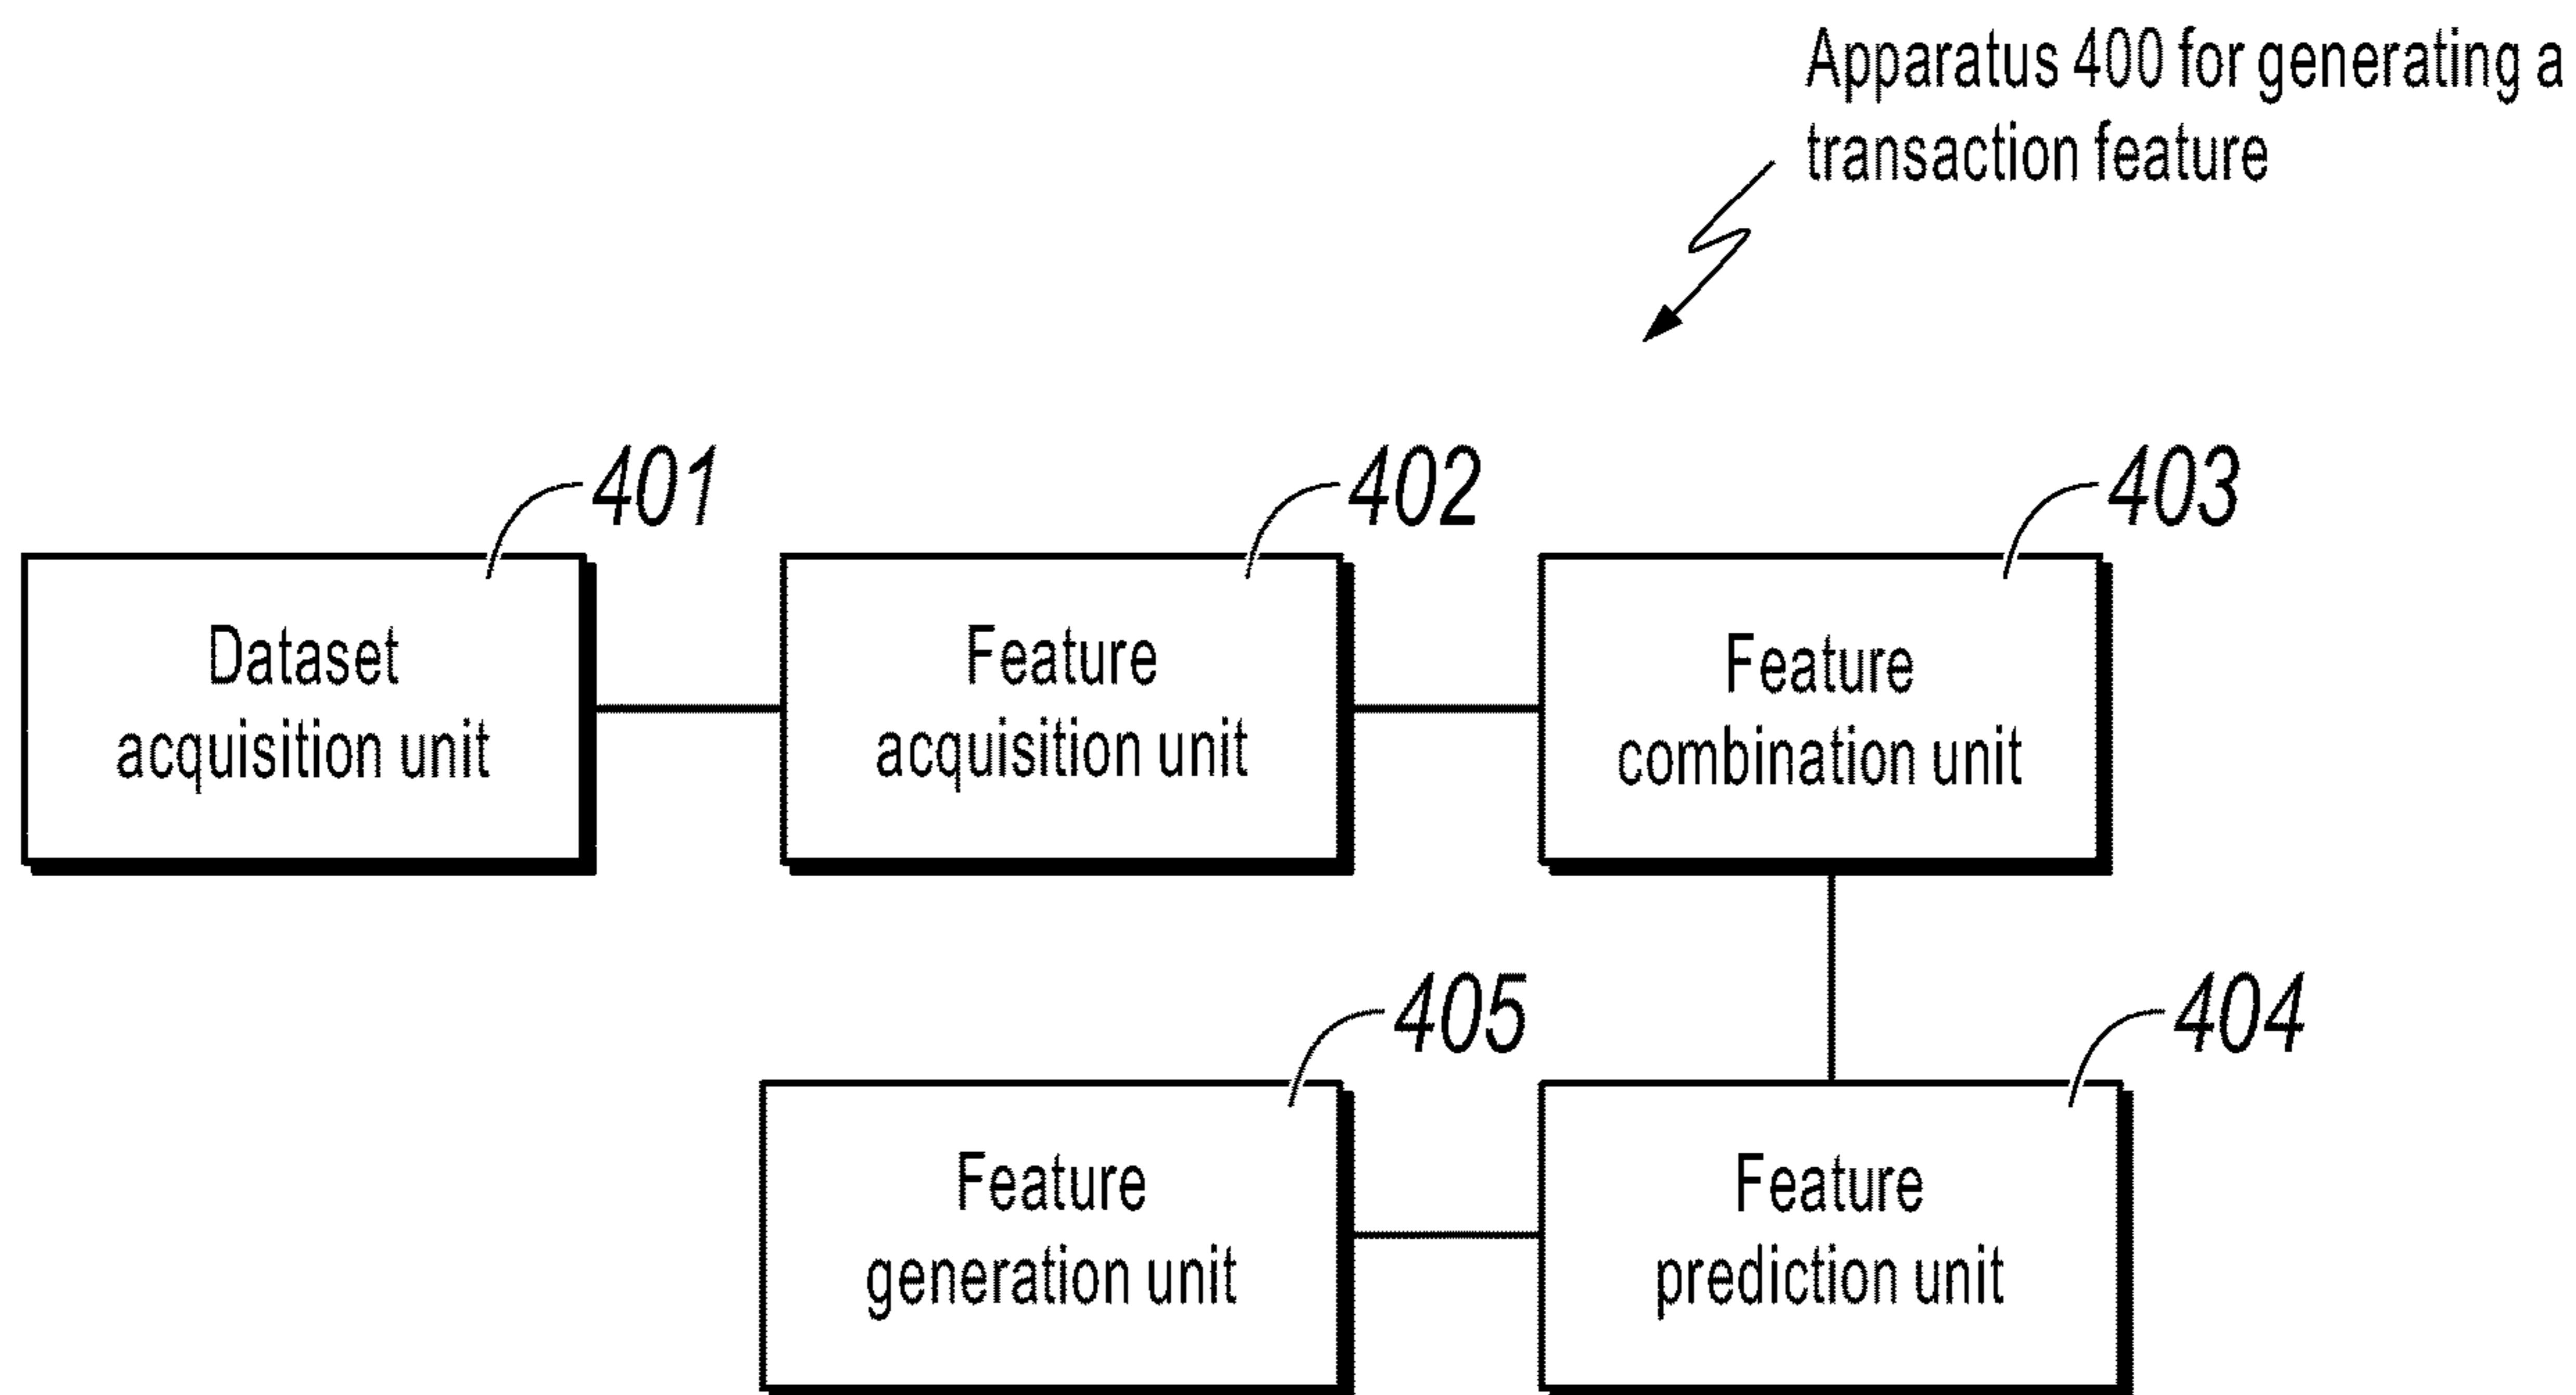 Apparatus 400 for generating a
transaction feature
401
402
403
Dataset
acquisition unit
Feature
acquisition unit
Feature
combination unit
405
404
Feature
generation unit
Feature
prediction unit